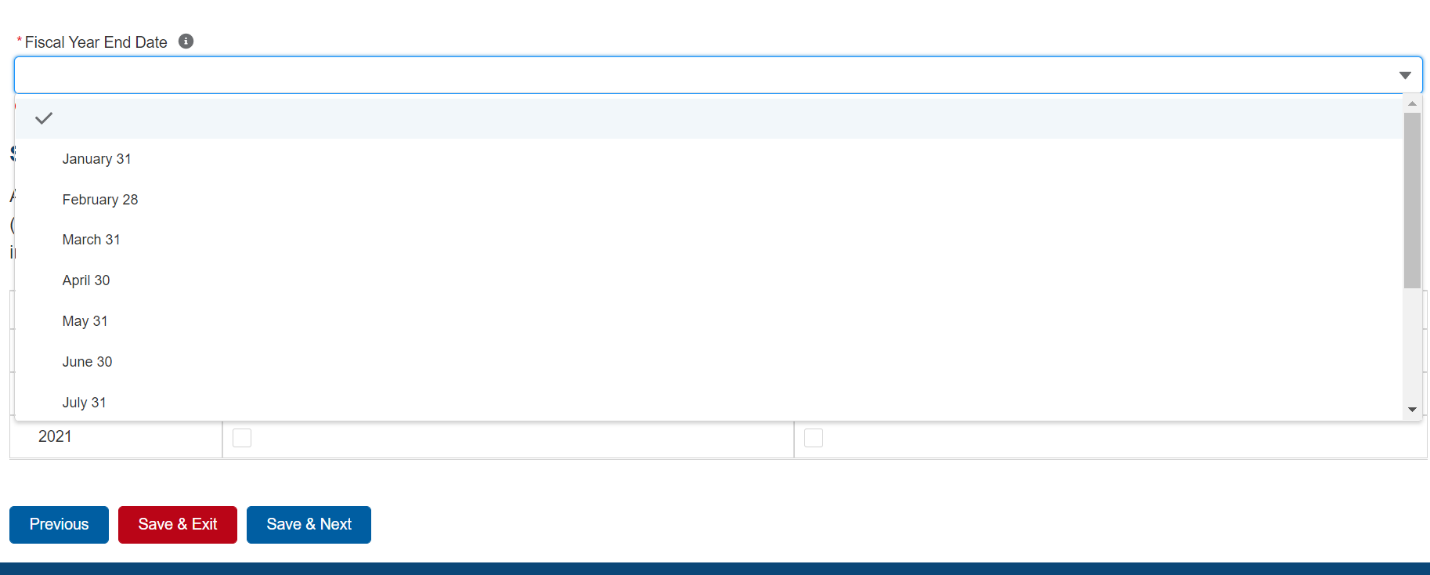 * Fiscal Year End Date
January 31
February 28
March 31
April 30
May 31
June 30
July 31
2021
Previous
Save & Exit
Save & Next